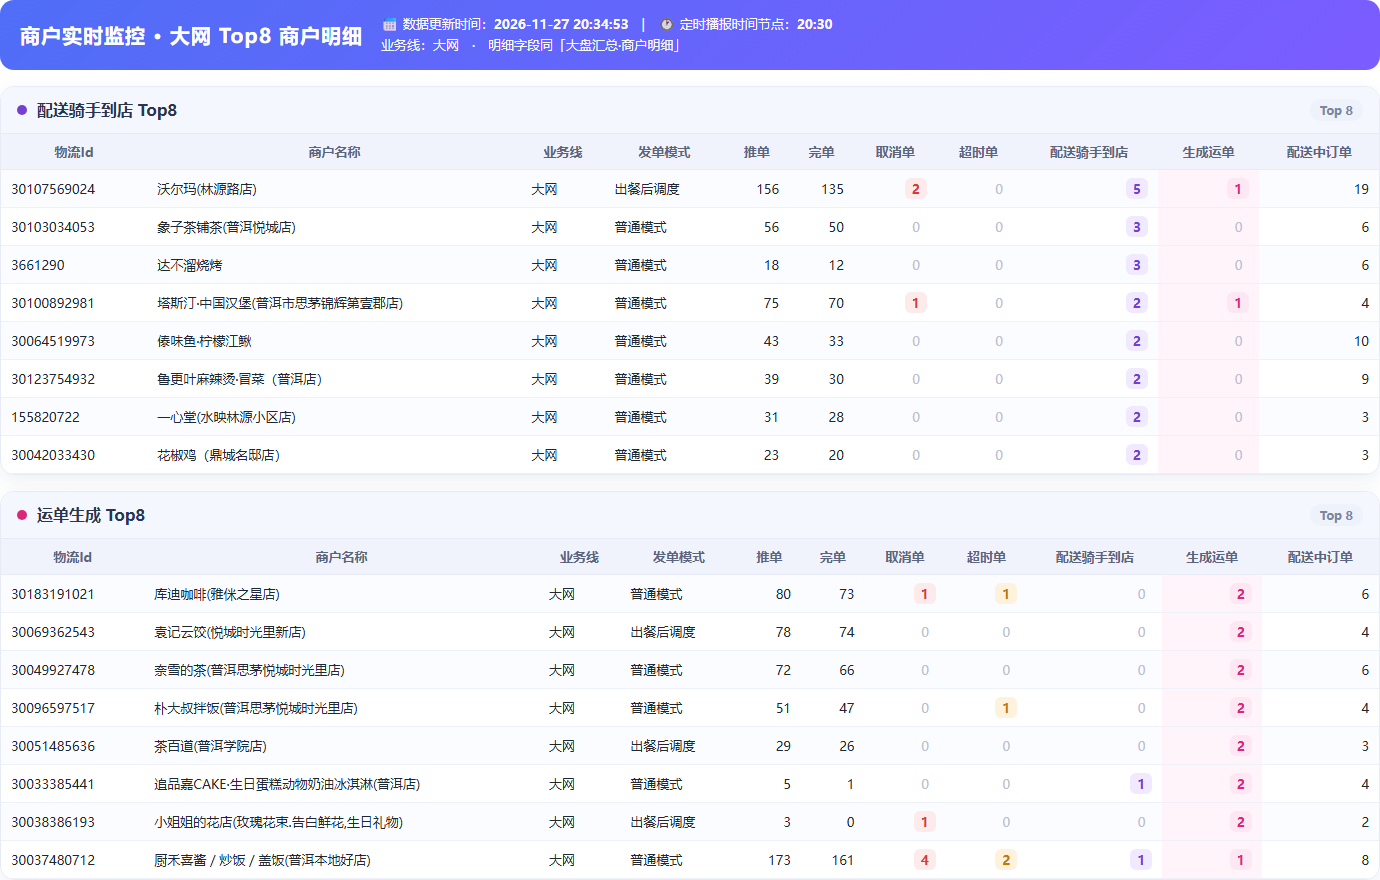 商户实时监控 • 大网 Top8 商户明细
数据更新时间：2026-11-27 20:34:53 | 定时播报时间节点：20:30
业务线：大网 · 明细字段同「大盘汇总·商户明细」
配送骑手到店 Top8 Top 8
物流Id 商户名称 业务线 发单模式 推单 完单 取消单 超时单 配送骑手到店 生成运单 配送中订单
30107569024 沃尔玛(林源路店) 大网 出餐后调度 156 135 2 0 5 1 19
30103034053 象子茶铺茶(普洱悦城店) 大网 普通模式 56 50 0 0 3 0 6
3661290 达不溜烧烤 大网 普通模式 18 12 0 0 3 0 6
30100892981 塔斯汀·中国汉堡(普洱市思茅锦辉第壹郡店) 大网 普通模式 75 70 1 0 2 1 4
30064519973 傣味鱼·柠檬江鳅 大网 普通模式 43 33 0 0 2 0 10
30123754932 鲁更叶麻辣烫·冒菜（普洱店） 大网 普通模式 39 30 0 0 2 0 9
155820722 一心堂(水映林源小区店) 大网 普通模式 31 28 0 0 2 0 3
30042033430 花椒鸡（鼎城名邸店） 大网 普通模式 23 20 0 0 2 0 3
运单生成 Top8 Top 8
物流Id 商户名称 业务线 发单模式 推单 完单 取消单 超时单 配送骑手到店 生成运单 配送中订单
30183191021 库迪咖啡(雅侎之星店) 大网 普通模式 80 73 1 1 0 2 6
30069362543 袁记云饺(悦城时光里新店) 大网 出餐后调度 78 74 0 0 0 2 4
30049927478 奈雪的茶(普洱思茅悦城时光里店) 大网 普通模式 72 66 0 0 0 2 6
30096597517 朴大叔拌饭(普洱思茅悦城时光里店) 大网 普通模式 51 47 0 1 0 2 4
30051485636 茶百道(普洱学院店) 大网 出餐后调度 29 26 0 0 0 2 3
30033385441 追品嘉CAKE·生日蛋糕动物奶油冰淇淋(普洱店) 大网 普通模式 5 1 0 0 1 2 4
30038386193 小姐姐的花店(玫瑰花束.告白鲜花,生日礼物) 大网 出餐后调度 3 0 1 0 0 2 2
30037480712 厨禾喜酱 / 炒饭 / 盖饭(普洱本地好店) 大网 普通模式 173 161 4 2 1 1 8